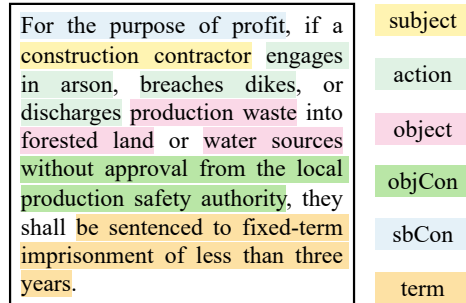 For the purpose of profit, if a
construction contractor engages
in arson, breaches dikes, or
discharges production waste into
forested land or water sources
without approval from the local
production safety authority, they
shall be sentenced to fixed-term
imprisonment of less than three
years.
subject
action
object
objCon
sbCon
term